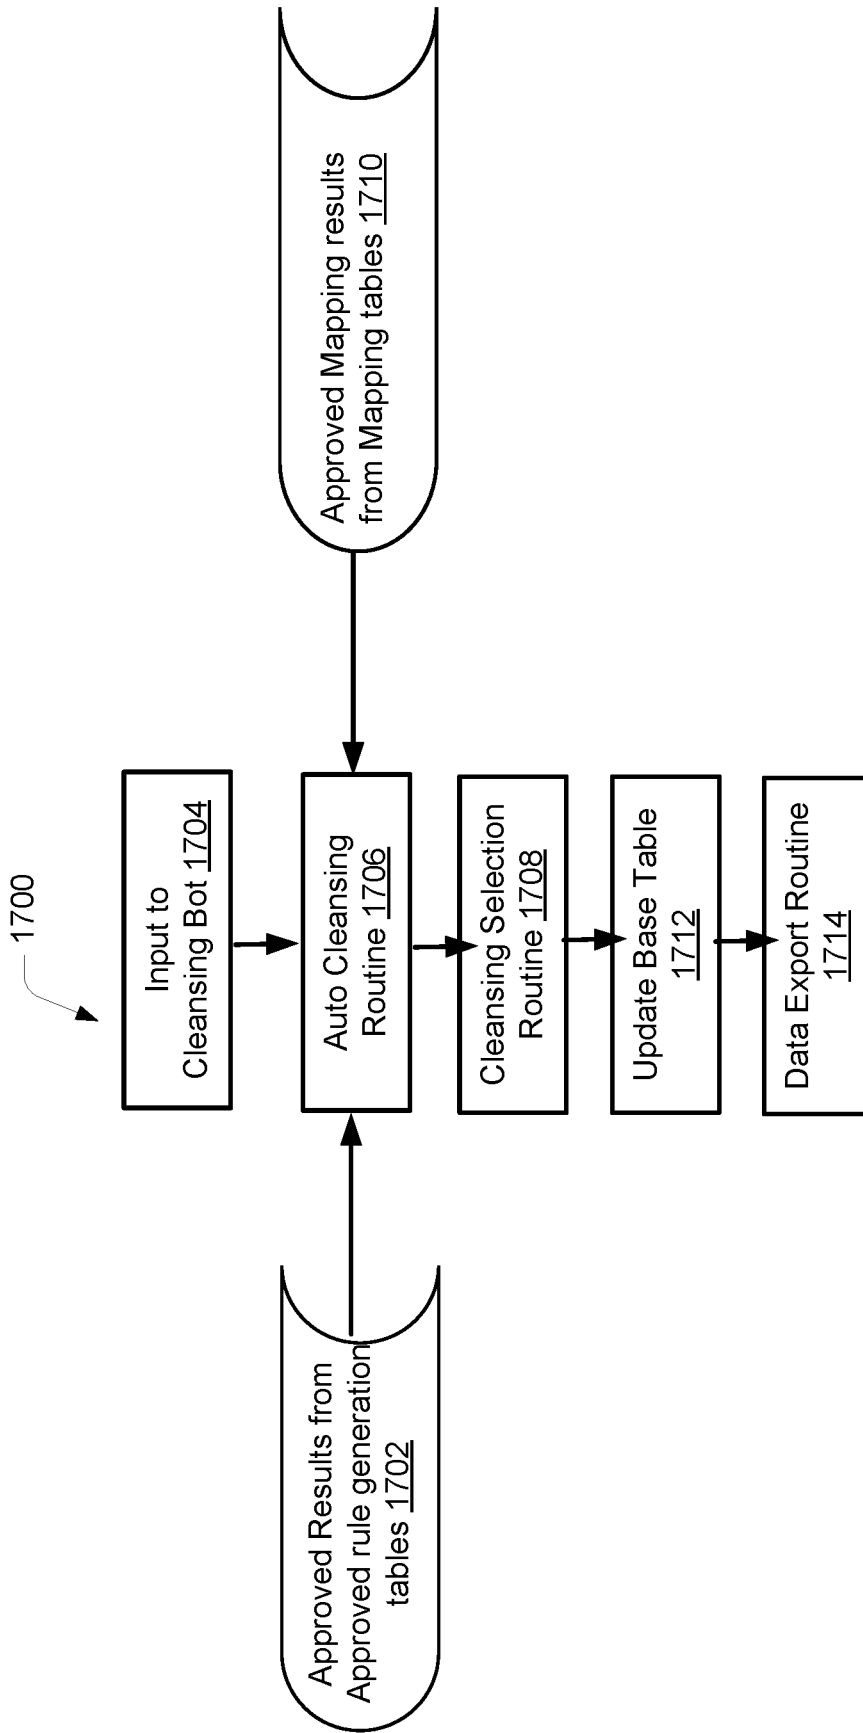 1700
Input to
Cleansing Bot 1704
Approved Results from
Approved rule generation
tables 1702
Auto Cleansing
Routine 1706
Approved Mapping results
from Mapping tables 1710
Cleansing Selection
Routine 1708
Update Base Table
1712
Data Export Routine
1714